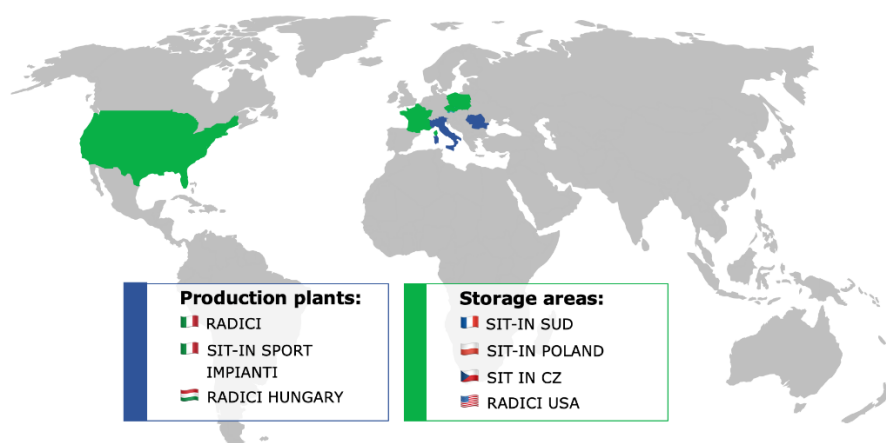 Production plants:
RADICI
SIT-IN SPORT
IMPIANTI
RADICI HUNGARY
Storage areas:
SIT-IN SUD
SIT-IN POLAND
SIT IN CZ
RADICI USA